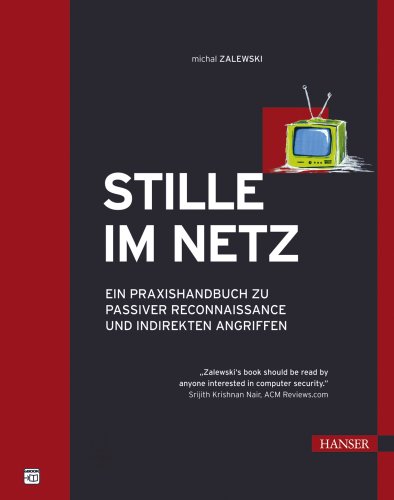 michal ZALEWSKI
STILLE
IM NETZ
EIN PRAXISHANDBUCH ZU
PASSIVER RECONNAISSANCE
UND INDIREKTEN ANGRIFFEN
„Zalewski's book should be read by
anyone interested in computer security."
Srijith Krishnan Nair, ACM Reviews.com
HANSER